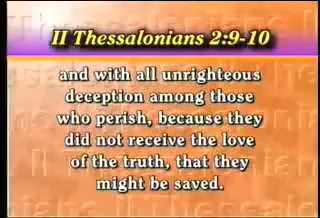 II Thessalonians 2:9-10
and with all unrighteous
deception among those
who perish, because they
did not receive the love
of the truth, that they
might be saved.